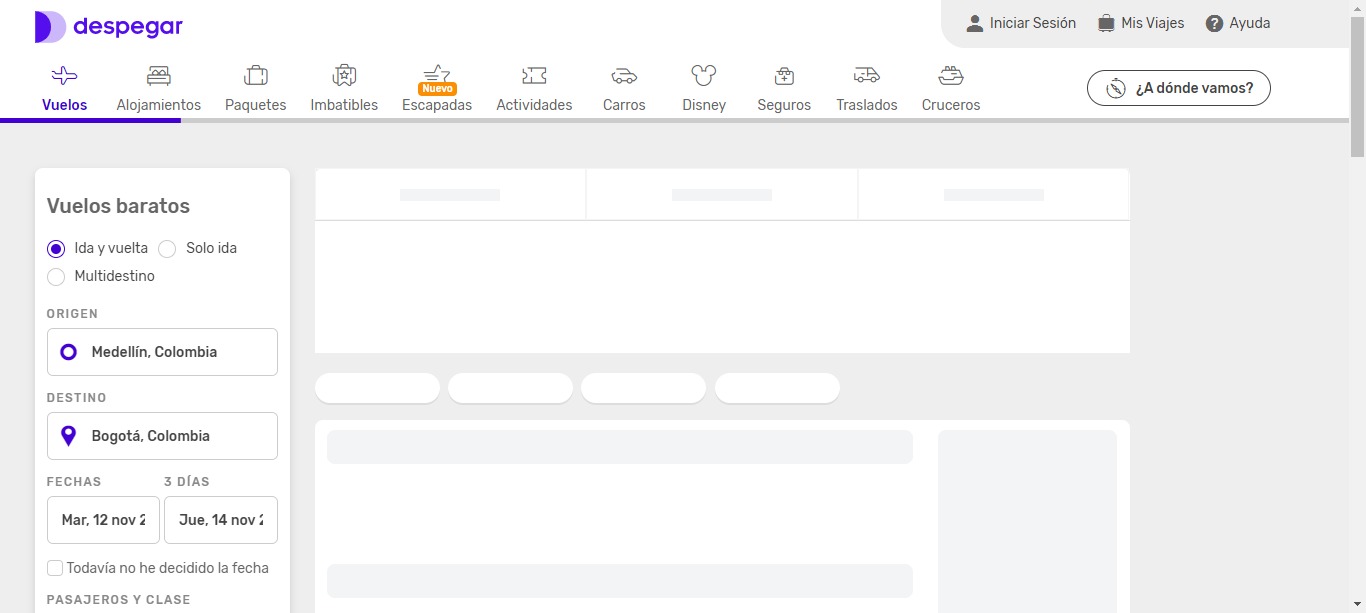 despegar
Iniciar Sesión
Mis Viajes
Ayuda
Vuelos
Alojamientos
Paquetes
Imbatibles
Nuevo
Escapadas
Actividades
Carros
Disney
Seguros
Traslados
Cruceros
¿A dónde vamos?
Vuelos baratos
Ida y vuelta
Solo ida
Multidestino
ORIGEN
Medellín, Colombia
DESTINO
Bogotá, Colombia
FECHAS
3 DÍAS
Mar, 12 nov 2
Jue, 14 nov 2
Todavía no he decidido la fecha
PASAJEROS Y CLASE